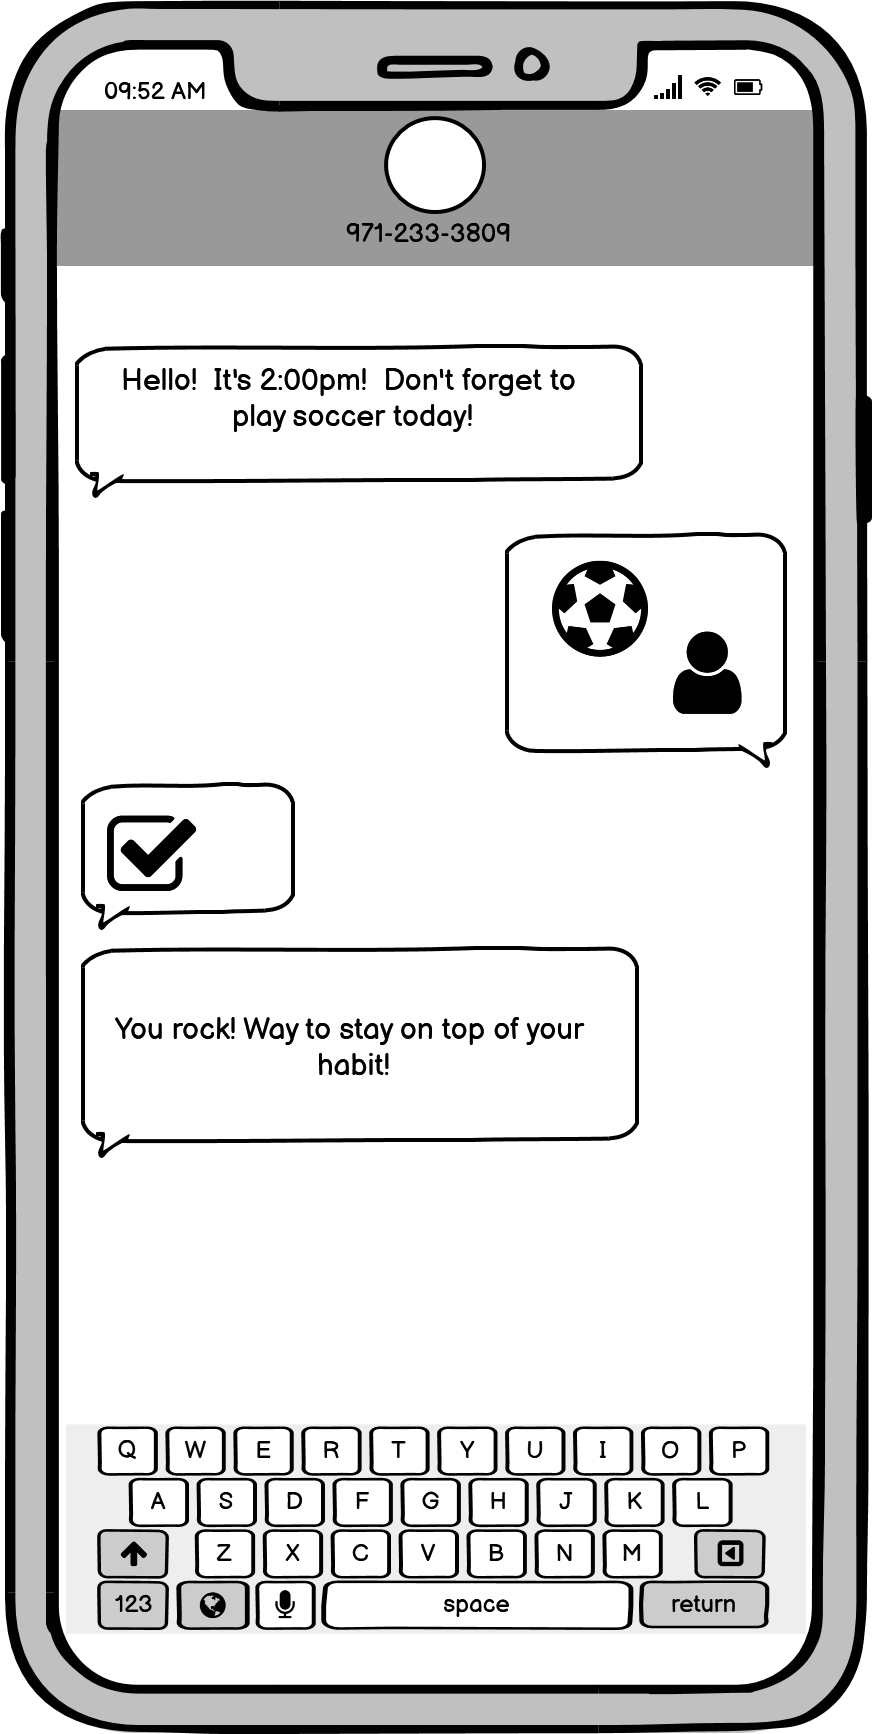 09:52 AM
971-233-3809
Hello!  It's 2:00pm!  Don't forget to
play soccer today!
You rock! Way to stay on top of your
habit!
Q W E R T Y U I O P
A S D F G H J K L
Z X C V B N M
123 space return